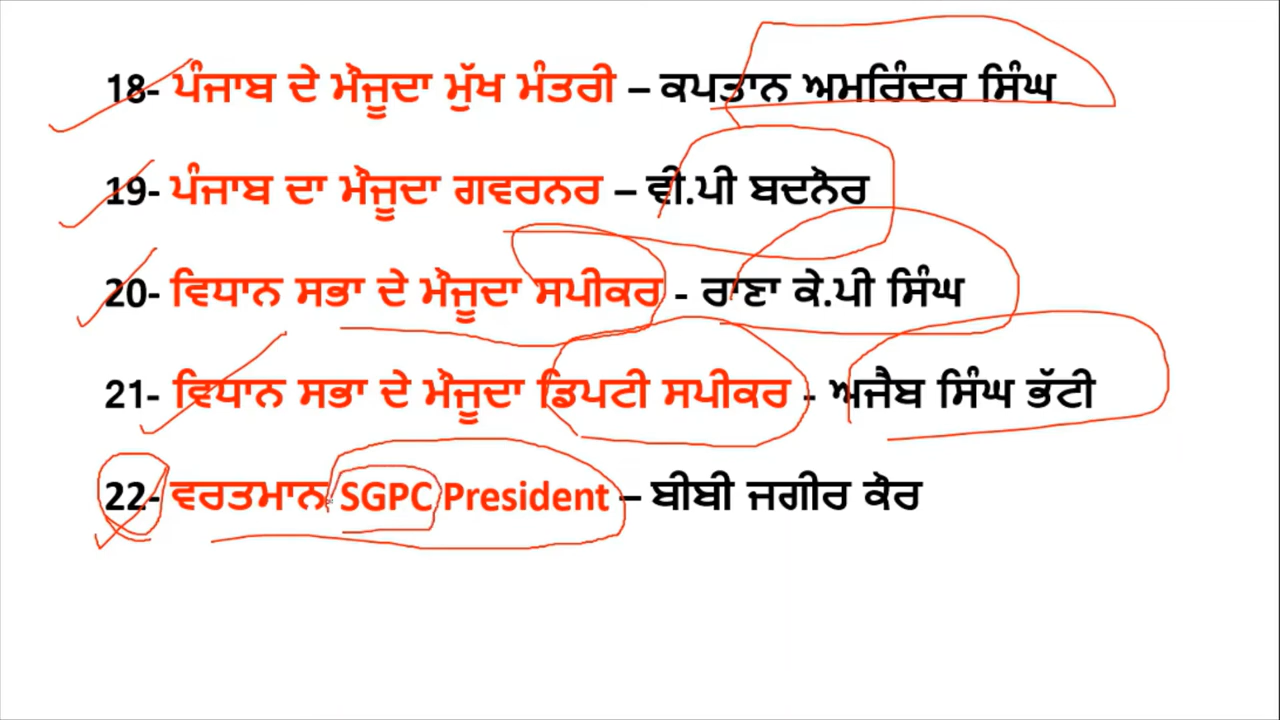 18- ਪੰਜਾਬ ਦੇ ਮੌਜੂਦਾ ਮੁੱਖ ਮੰਤਰੀ – ਕਪਤਾਨ ਅਮਰਿੰਦਰ ਸਿੰਘ
19- ਪੰਜਾਬ ਦਾ ਮੌਜੂਦਾ ਗਵਰਨਰ – ਵੀ.ਪੀ ਬਦਨੋਰ
20- ਵਿਧਾਨ ਸਭਾ ਦੇ ਮੌਜੂਦਾ ਸਪੀਕਰ - ਰਾਣਾ ਕੇ.ਪੀ ਸਿੰਘ
21- ਵਿਧਾਨ ਸਭਾ ਦੇ ਮੌਜੂਦਾ ਡਿਪਟੀ ਸਪੀਕਰ - ਅਜੈਬ ਸਿੰਘ ਭੱਟੀ
22- ਵਰਤਮਾਨ SGPC President – ਬੀਬੀ ਜਗੀਰ ਕੌਰ